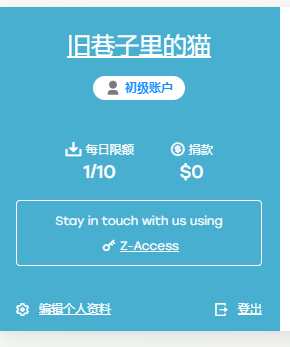 旧巷子里的猫
初级账户
每日限额 捐款
1/10 $0
Stay in touch with us using
Z-Access
编辑个人资料 登出